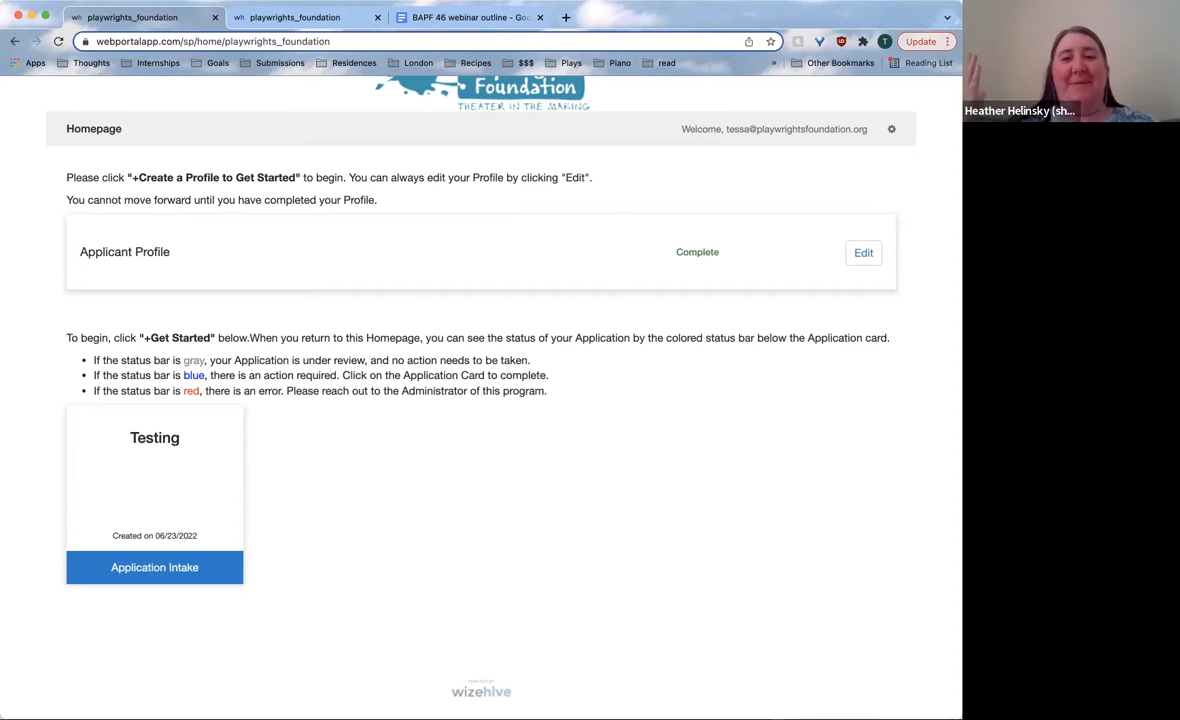 playwrights_foundation
playwrights_foundation
BAPF 46 webinar outline - Goo
webportalapp.com/sp/home/playwrights_foundation
T
Update
Apps
Thoughts
Internships
Goals
Submissions
Residences
London
Recipes
$$$
Plays
Piano
read
»
Other Bookmarks
Reading List
Foundation
THEATER IN THE MAKING
Heather Helinsky (sh...
Homepage
Welcome, tessa@playwrightsfoundation.org
Please click "+Create a Profile to Get Started" to begin. You can always edit your Profile by clicking "Edit".
You cannot move forward until you have completed your Profile.
Applicant Profile
Complete
Edit
To begin, click "+Get Started" below.When you return to this Homepage, you can see the status of your Application by the colored status bar below the Application card.
• If the status bar is gray, your Application is under review, and no action needs to be taken.
• If the status bar is blue, there is an action required. Click on the Application Card to complete.
• If the status bar is red, there is an error. Please reach out to the Administrator of this program.
Testing
Created on 06/23/2022
Application Intake
POWERED BY
wizehive